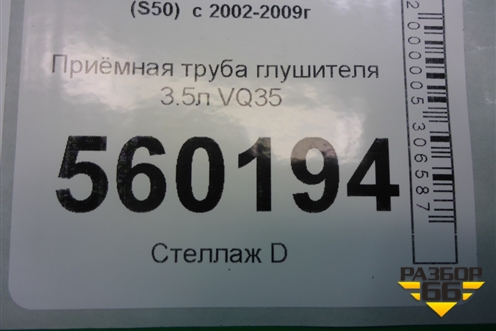 (S50) с 2002-2009г
Приёмная труба глушителя
3.5л VQ35
560194
Стеллаж D
2000005306587
РАЗБОР
66